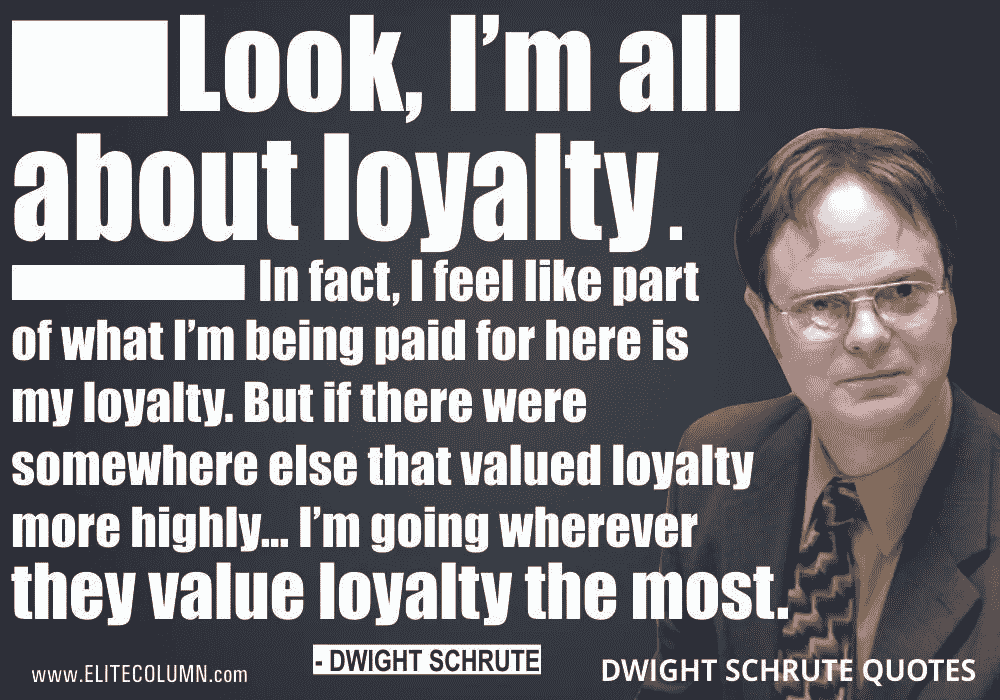 Look, I'm all
about loyalty.
In fact, I feel like part
of what I'm being paid for here is
my loyalty. But if there were
somewhere else that valued loyalty
more highly... I'm going wherever
they value loyalty the most.
- DWIGHT SCHRUTE
www.ELITECOLUMN.com
DWIGHT SCHRUTE QUOTES